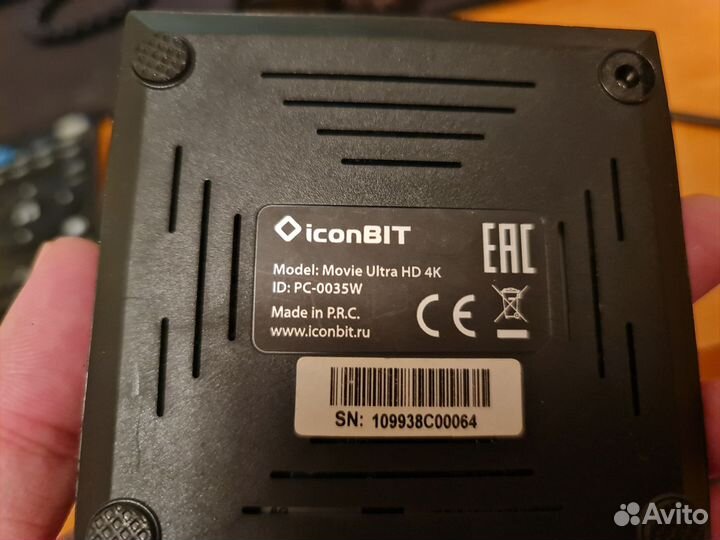 iconBIT
EAC
Model: Movie Ultra HD 4K
ID: PC-0035W
Made in P.R.C.
www.iconbit.ru
CE
SN: 109938C00064
Avito